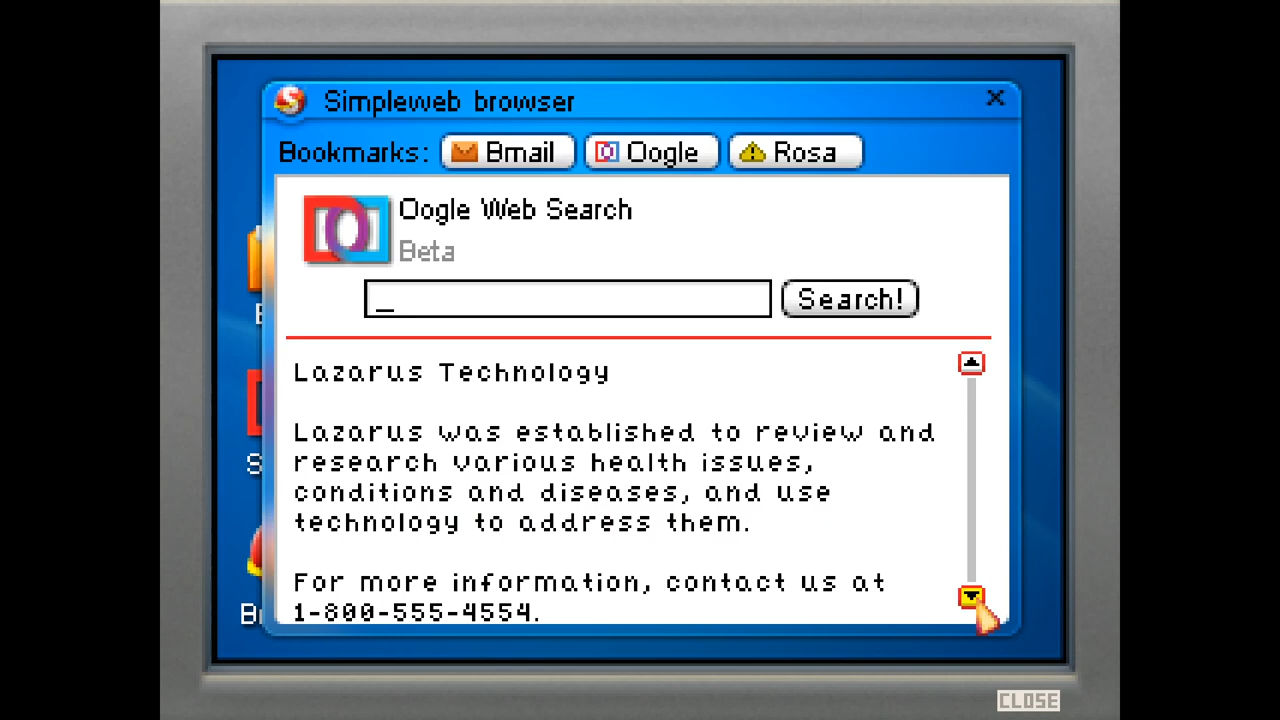 Simpleweb browser
Bookmarks: Bmail Oogle Rosa
Oogle Web Search
Beta
_ Search!
Lazarus Technology
Lazarus was established to review and
research various health issues,
conditions and diseases, and use
technology to address them.
For more information, contact us at
1-800-555-4554.
CLOSE